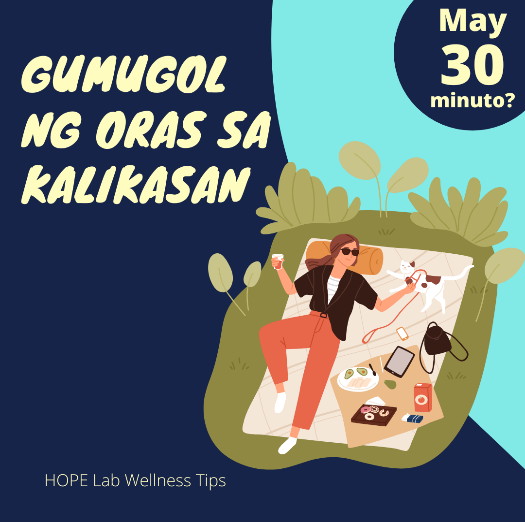 GUMUGOL
NG ORAS SA
KALIKASAN
May
30
minuto?
HOPE Lab Wellness Tips